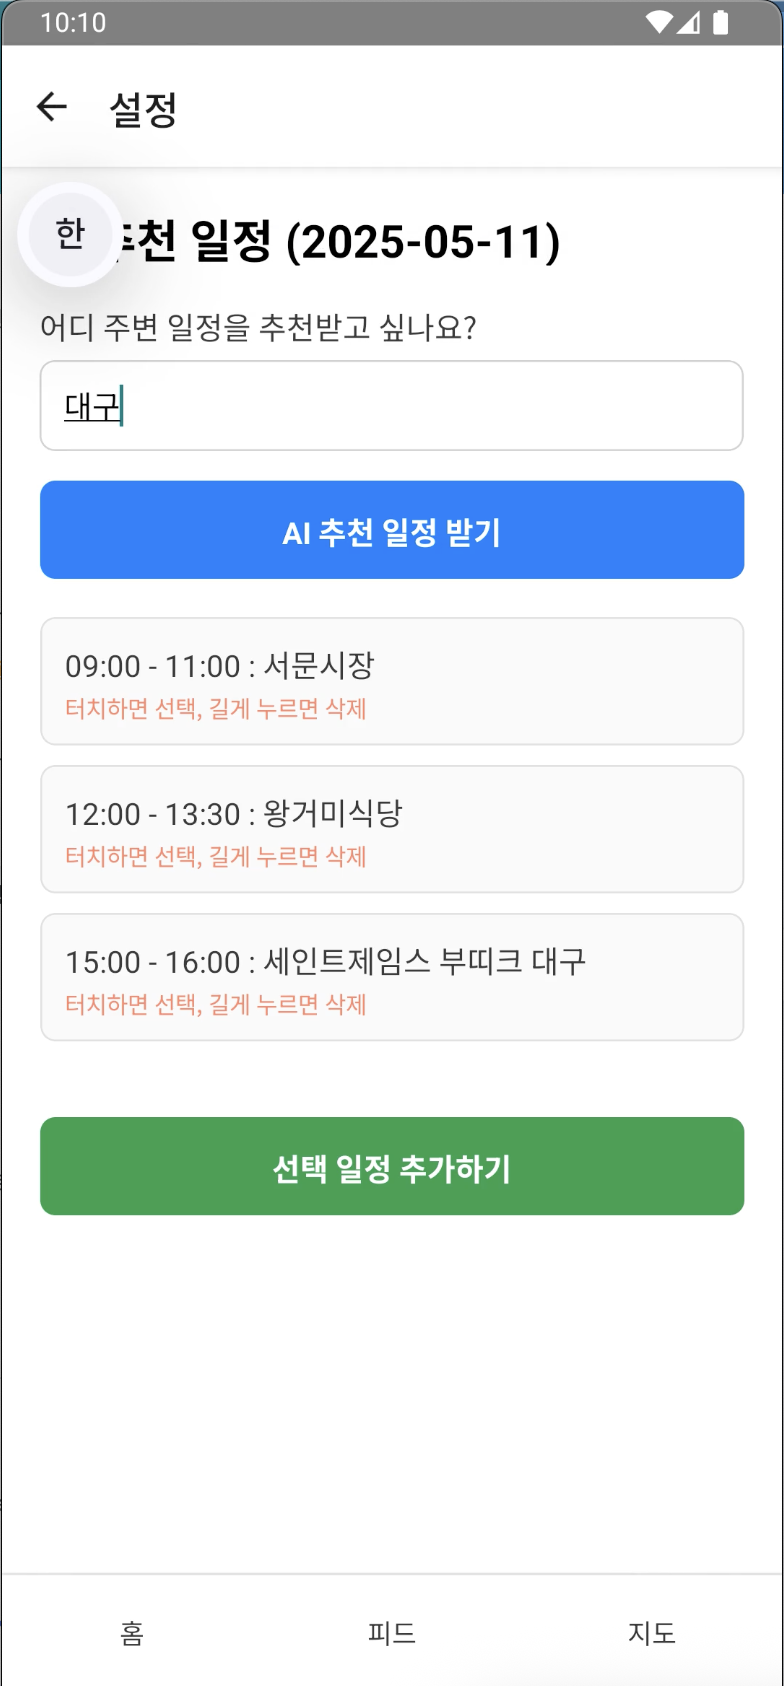 10:10
설정
한
일정 (2025-05-11)
어디 주변 일정을 추천받고 싶나요?
대구
AI 추천 일정 받기
09:00 - 11:00 : 서문시장
터치하면 선택, 길게 누르면 삭제
12:00 - 13:30 : 왕거미식당
터치하면 선택, 길게 누르면 삭제
15:00 - 16:00 : 세인트제임스 부띠크 대구
터치하면 선택, 길게 누르면 삭제
선택 일정 추가하기
홈
피드
지도